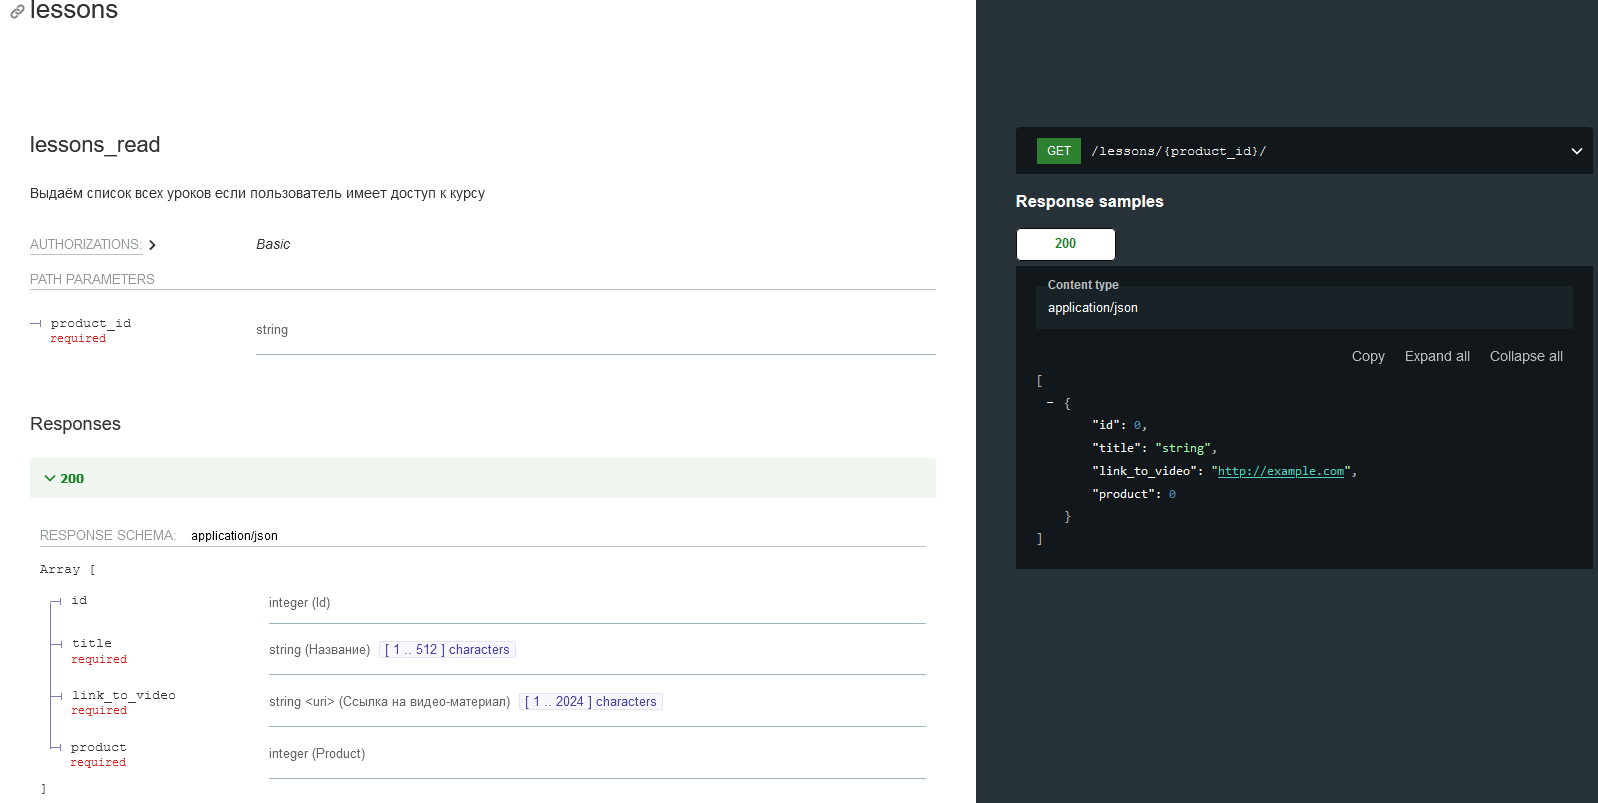 lessons
lessons_read
Выдаём список всех уроков если пользователь имеет доступ к курсу
AUTHORIZATIONS: Basic
PATH PARAMETERS
product_id
required
string
Responses
200
RESPONSE SCHEMA: application/json
Array [
id
integer (Id)
title
required
string (Название) [ 1 .. 512 ] characters
link_to_video
required
string <uri> (Ссылка на видео-материал) [ 1 .. 2024 ] characters
product
required
integer (Product)
]
GET /lessons/{product_id}/
Response samples
200
Content type
application/json
Copy Expand all Collapse all
[
- {
"id": 0,
"title": "string",
"link_to_video": "http://example.com",
"product": 0
}
]